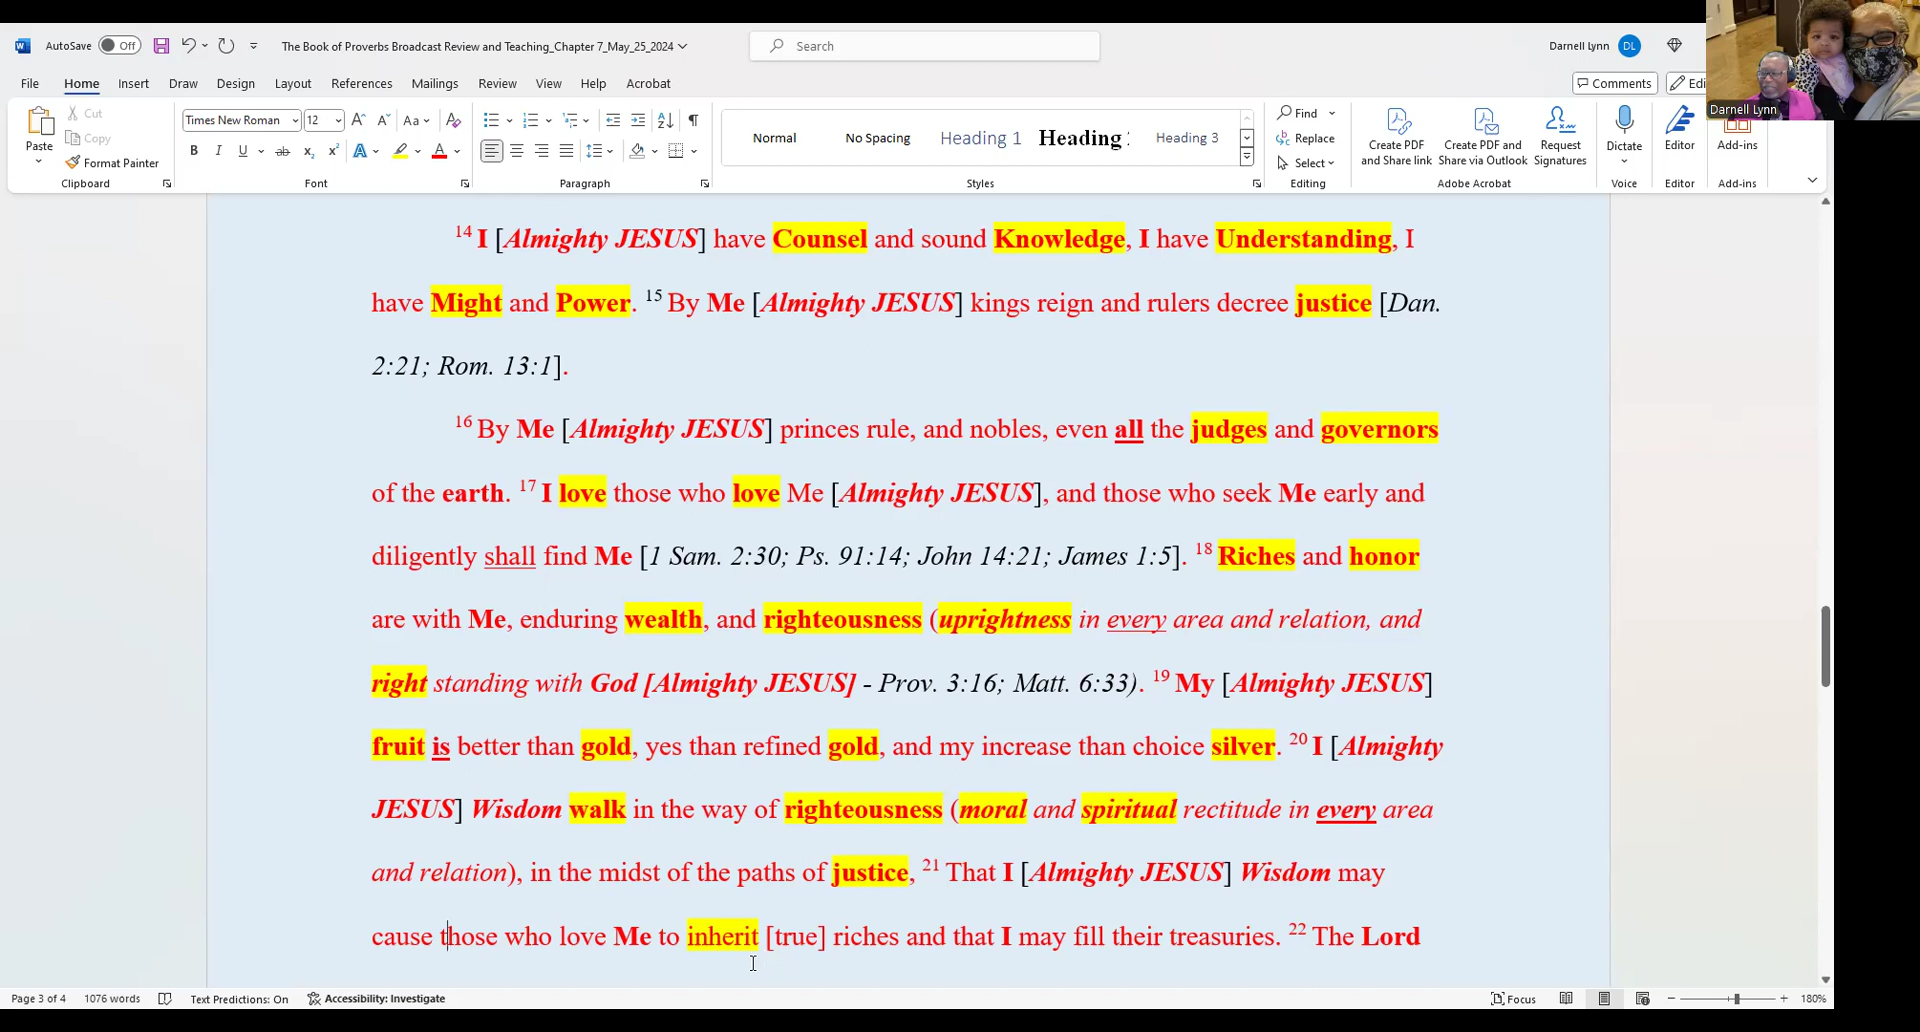 AutoSave Off The Book of Proverbs Broadcast Review and Teaching_Chapter 7_May_25_2024 Search Darnell Lynn DL
File Home Insert Draw Design Layout References Mailings Review View Help Acrobat Comments
Darnell Lynn
Paste Cut Copy Format Painter Clipboard
Times New Roman 12 Aa
B I U ab x₂ x² A A Font
Paragraph
Normal No Spacing Heading 1 Heading Heading 3 Styles
Find Replace Select Editing
Create PDF and Share link Create PDF and Share via Outlook Request Signatures Adobe Acrobat
Dictate Voice
Editor Editor
Add-ins Add-ins
14 I [Almighty JESUS] have Counsel and sound Knowledge, I have Understanding, I
have Might and Power. 15 By Me [Almighty JESUS] kings reign and rulers decree justice [Dan.
2:21; Rom. 13:1].
16 By Me [Almighty JESUS] princes rule, and nobles, even all the judges and governors
of the earth. 17 I love those who love Me [Almighty JESUS], and those who seek Me early and
diligently shall find Me [1 Sam. 2:30; Ps. 91:14; John 14:21; James 1:5]. 18 Riches and honor
are with Me, enduring wealth, and righteousness (uprightness in every area and relation, and
right standing with God [Almighty JESUS] - Prov. 3:16; Matt. 6:33). 19 My [Almighty JESUS]
fruit is better than gold, yes than refined gold, and my increase than choice silver. 20 I [Almighty
JESUS] Wisdom walk in the way of righteousness (moral and spiritual rectitude in every area
and relation), in the midst of the paths of justice, 21 That I [Almighty JESUS] Wisdom may
cause those who love Me to inherit [true] riches and that I may fill their treasuries. 22 The Lord
Page 3 of 4 1076 words Text Predictions: On Accessibility: Investigate Focus 180%